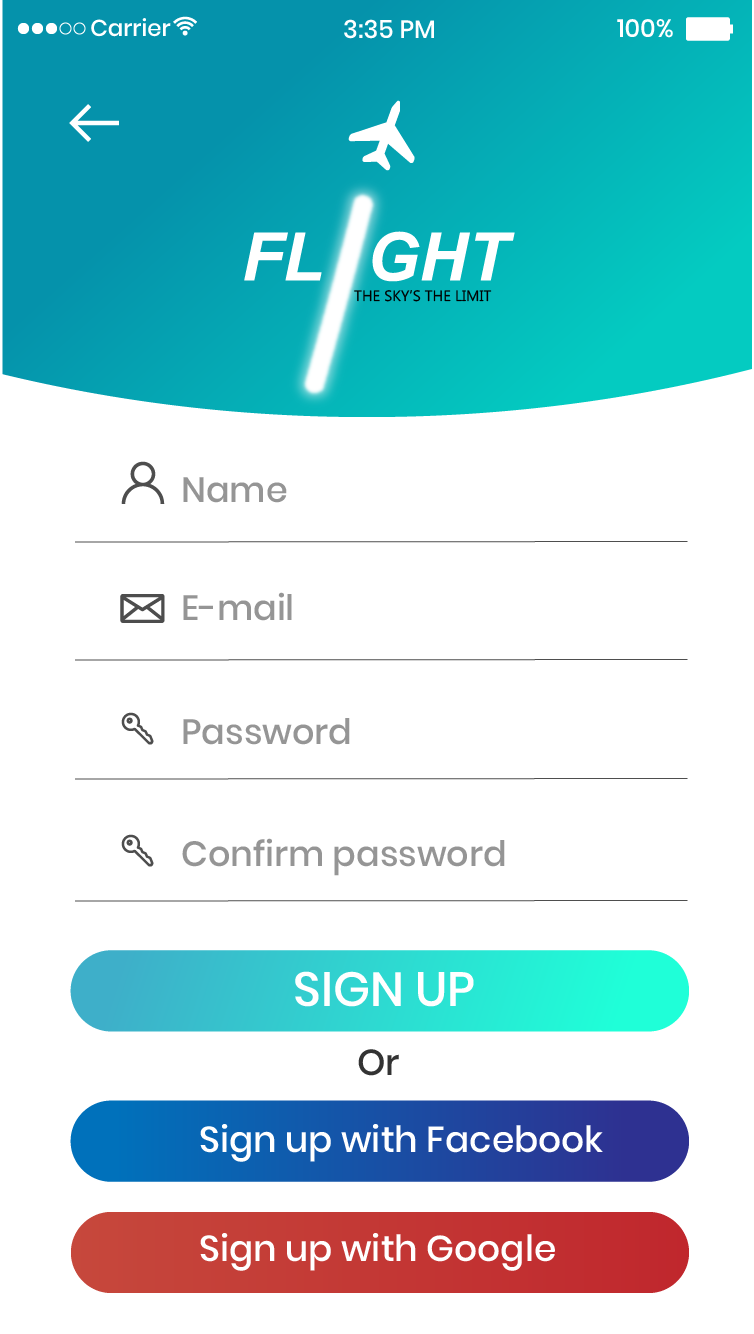 Carrier 3:35 PM 100%
FLIGHT
THE SKY'S THE LIMIT
Name
E-mail
Password
Confirm password
SIGN UP
Or
Sign up with Facebook
Sign up with Google